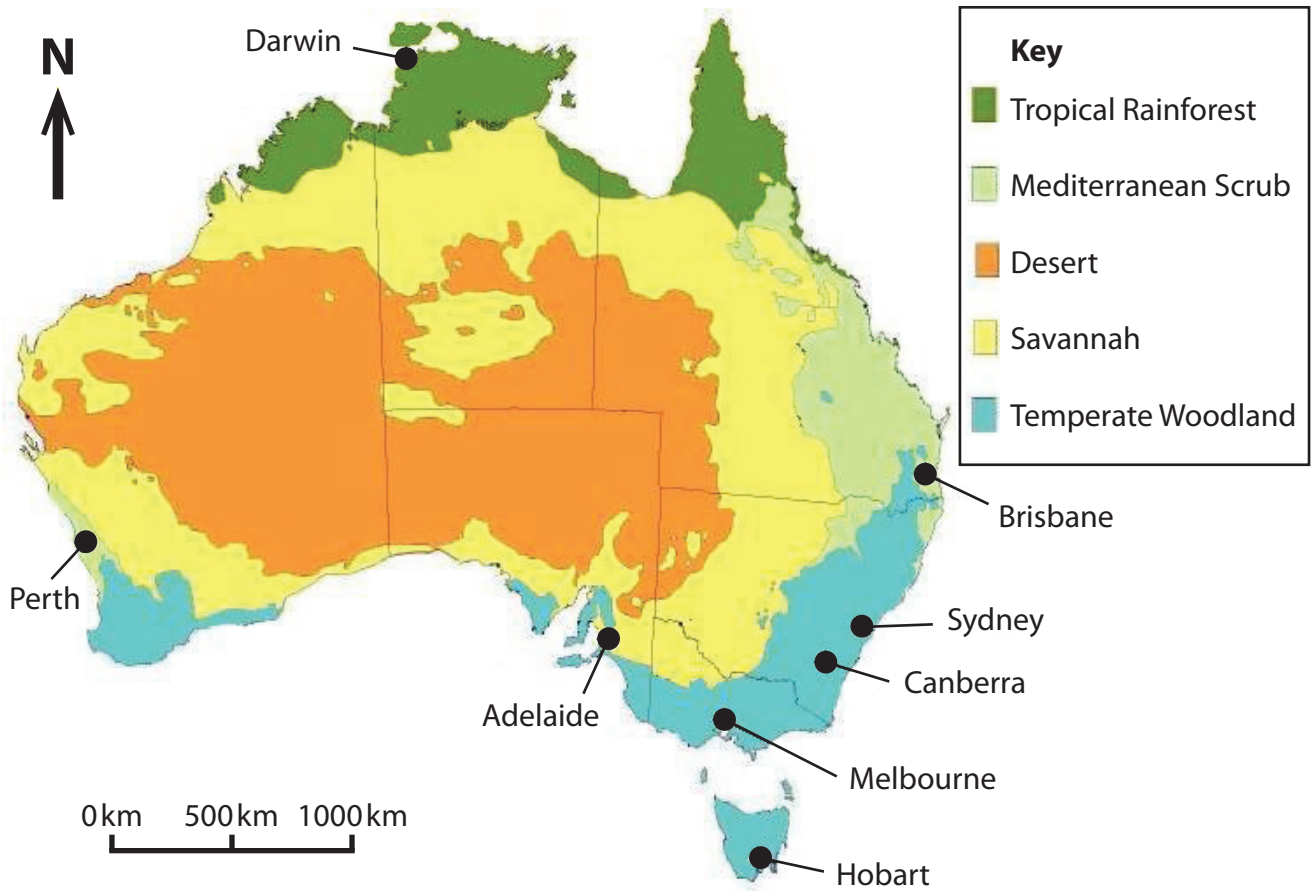 Darwin
N
Key
Tropical Rainforest
Mediterranean Scrub
Desert
Savannah
Temperate Woodland
Brisbane
Perth
Sydney
Canberra
Adelaide
Melbourne
0 km 500 km 1000 km
Hobart